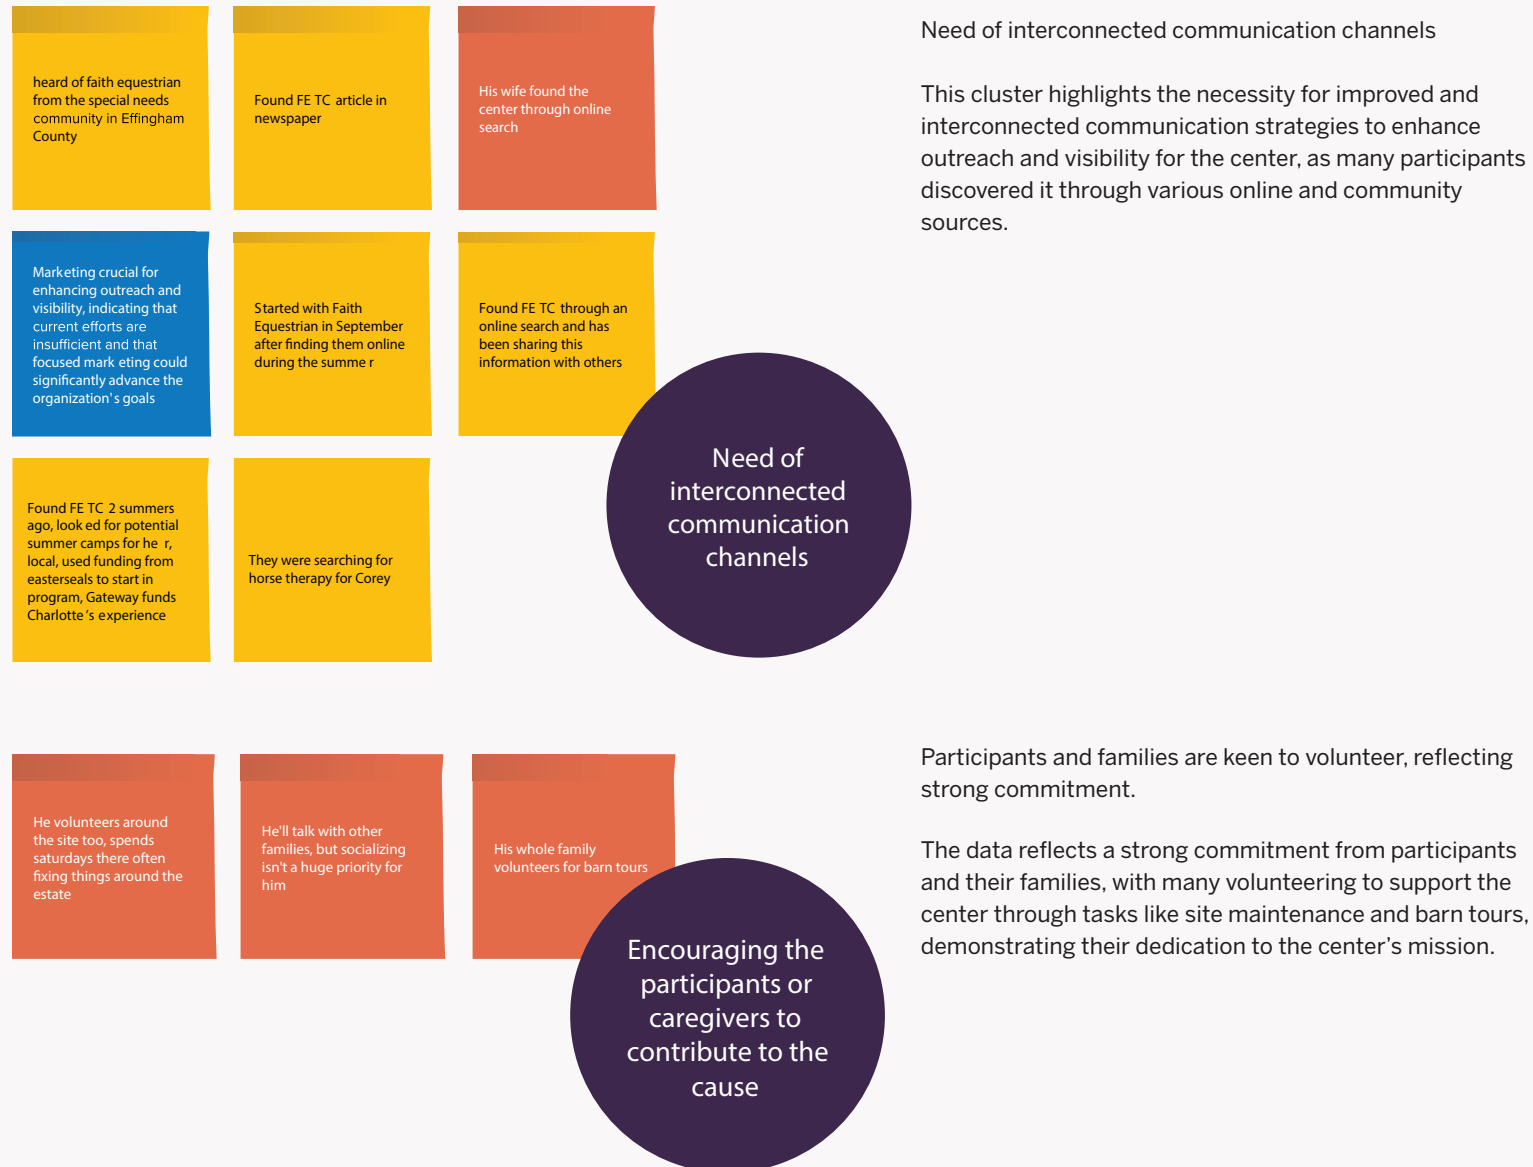 heard of faith equestrian
from the special needs
community in Effingham
County
Found FE TC article in
newspaper
His wife found the
center through online
search
Need of interconnected communication channels
This cluster highlights the necessity for improved and
interconnected communication strategies to enhance
outreach and visibility for the center, as many participants
discovered it through various online and community
sources.
Marketing crucial for
enhancing outreach and
visibility, indicating that
current efforts are
insufficient and that
focused mark eting could
significantly advance the
organization's goals
Started with Faith
Equestrian in September
after finding them online
during the summe r
Found FE TC through an
online search and has
been sharing this
information with others
Need of
interconnected
communication
channels
Found FE TC 2 summers
ago, look ed for potential
summer camps for he r,
local, used funding from
easterseals to start in
program, Gateway funds
Charlotte's experience
They were searching for
horse therapy for Corey
He volunteers around
the site too, spends
saturdays there often
fixing things around the
estate
He'll talk with other
families, but socializing
isn't a huge priority for
him
His whole family
volunteers for barn tours
Encouraging the
participants or
caregivers to
contribute to the
cause
Participants and families are keen to volunteer, reflecting
strong commitment.
The data reflects a strong commitment from participants
and their families, with many volunteering to support the
center through tasks like site maintenance and barn tours,
demonstrating their dedication to the center's mission.